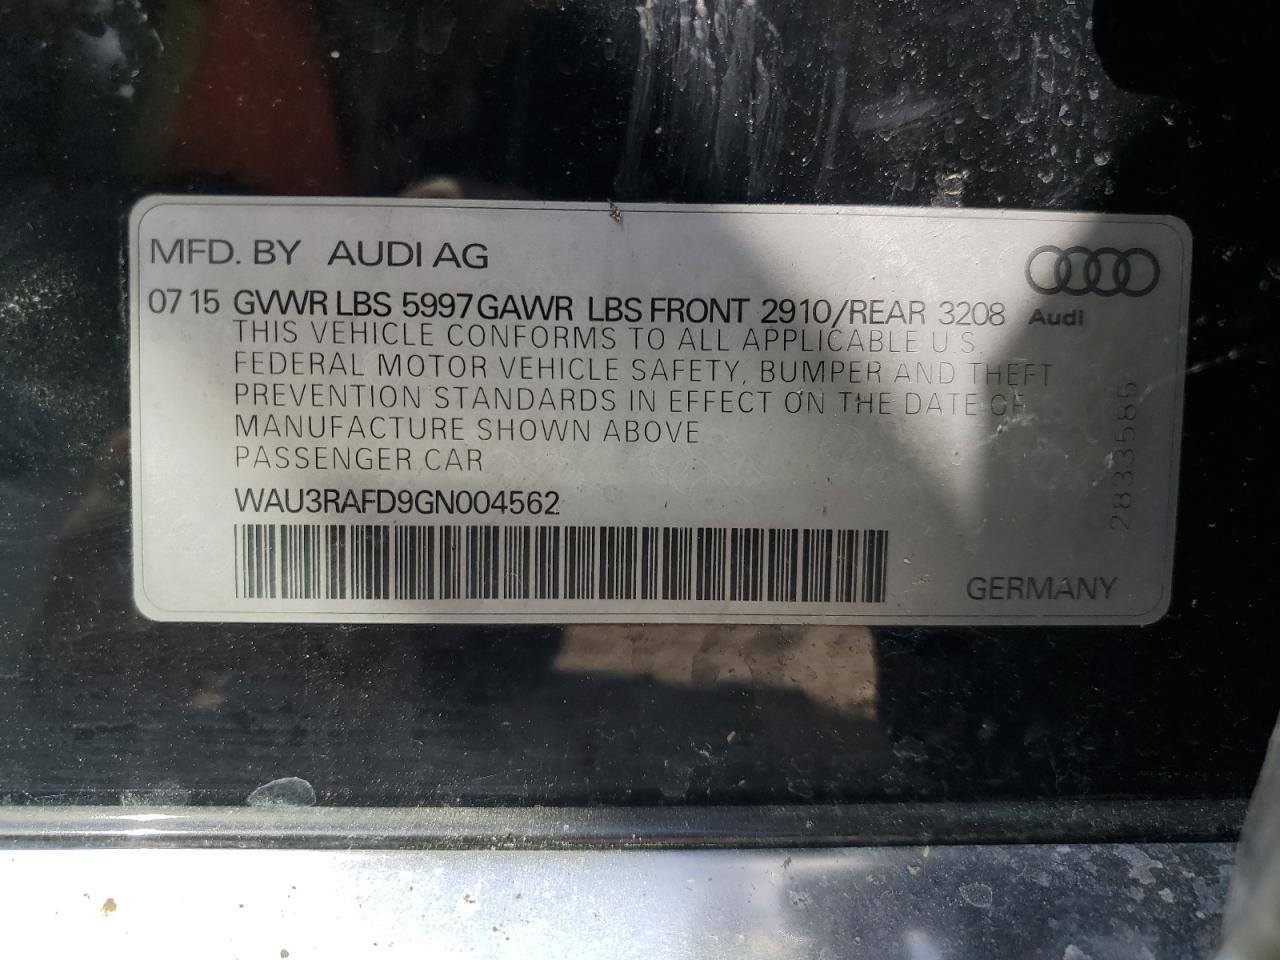 MFD. BY AUDI AG
07 15 GVWR LBS 5997 GAWR LBS FRONT 2910/REAR 3208
Audi
THIS VEHICLE CONFORMS TO ALL APPLICABLE U.S.
FEDERAL MOTOR VEHICLE SAFETY, BUMPER AND THEFT
PREVENTION STANDARDS IN EFFECT ON THE DATE OF
MANUFACTURE SHOWN ABOVE
PASSENGER CAR
WAU3RAFD9GN004562
GERMANY
28335585